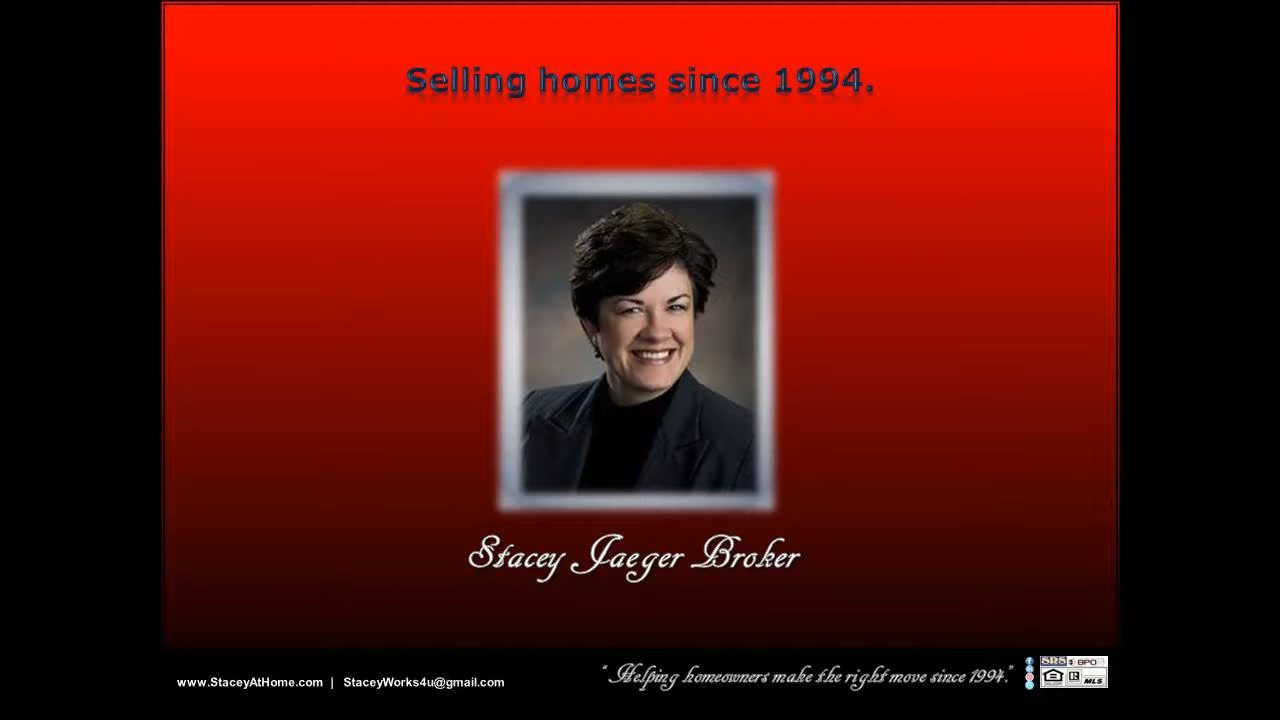 Selling homes since 1994.
Stacey Jaeger Broker
www.StaceyAtHome.com | StaceyWorks4u@gmail.com
“Helping homeowners make the right move since 1994.”
SRS BPO
R MLS